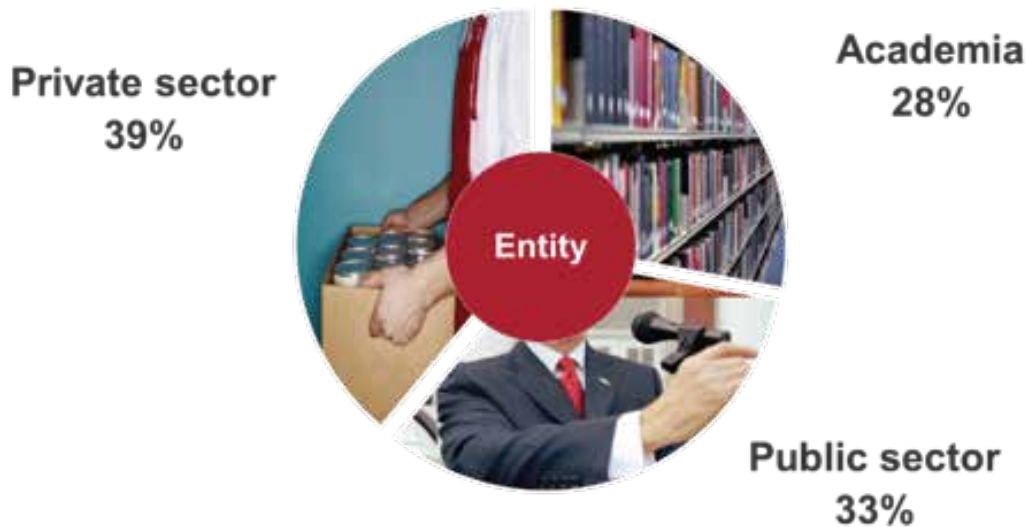 Private sector
39%
Academia
28%
Entity
Public sector
33%